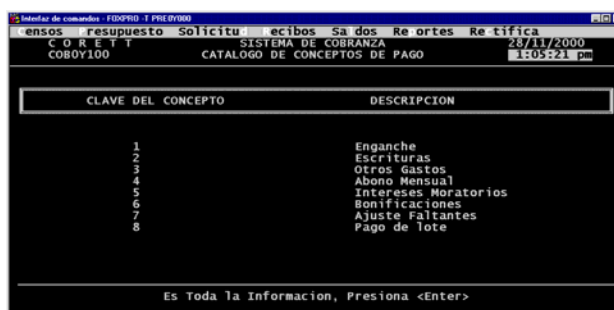 Interfaz de comandos - FOXPRO -T PRE0Y000
ensos resupuesto Solicitu ecibos Sa dos Re ortes Re tifica
C O R E T T SISTEMA DE COBRANZA 28/11/2000
COB0Y100 CATALOGO DE CONCEPTOS DE PAGO 1:05:21 pm
CLAVE DEL CONCEPTO DESCRIPCION
1 Enganche
2 Escrituras
3 Otros Gastos
4 Abono Mensual
5 Intereses Moratorios
6 Bonificaciones
7 Ajuste Faltantes
8 Pago de lote
Es Toda la Informacion, Presiona <Enter>